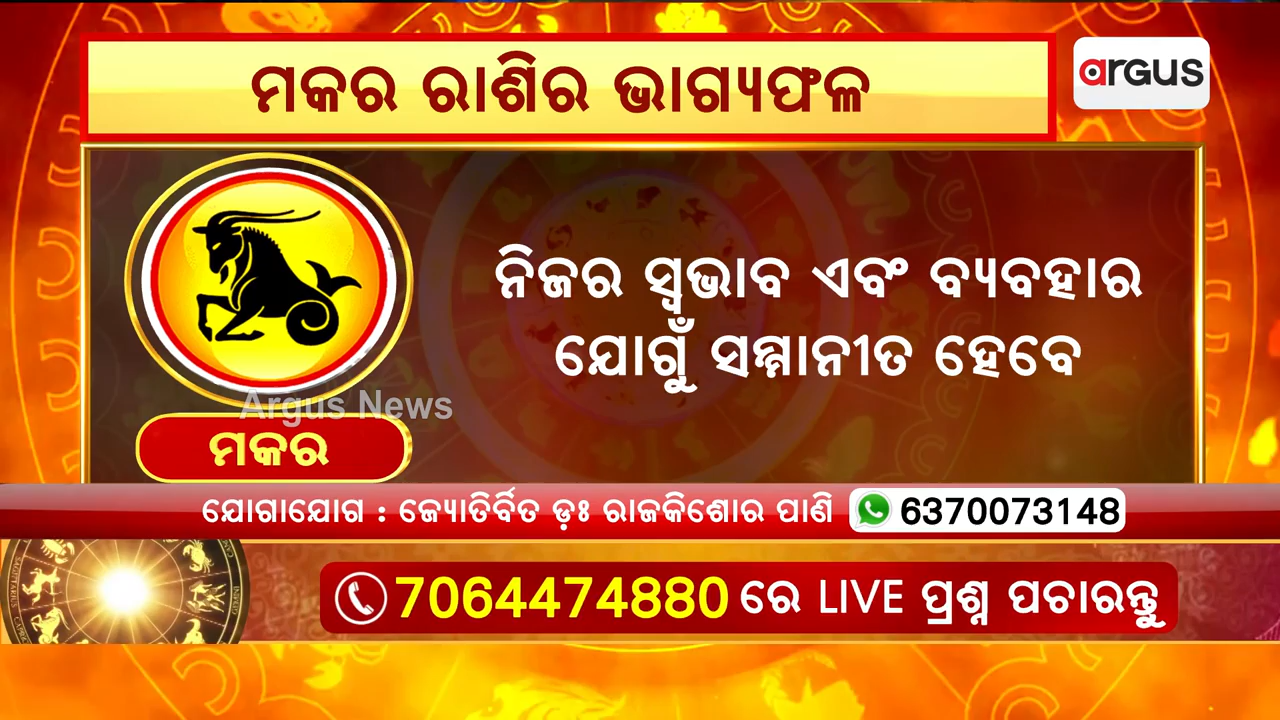 ମକର ରାଶିର ଭାଗ୍ୟଫଳ
argus
ନିଜର ସ୍ୱଭାବ ଏବଂ ବ୍ୟବହାର
ଯୋଗୁଁ ସମ୍ମାନୀତ ହେବେ
Argus News
ମକର
ଯୋଗାଯୋଗ : ଜ୍ୟୋତିର୍ବିତ ଡ଼ଃ ରାଜକିଶୋର ପାଣି 6370073148
7064474880 ରେ LIVE ପ୍ରଶ୍ନ ପଚାରନ୍ତୁ